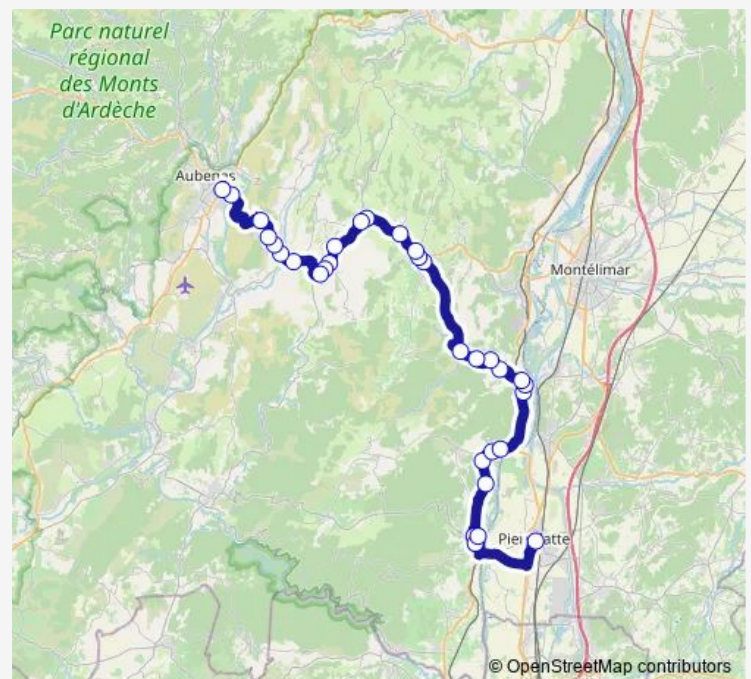 Parc naturel
régional
des Monts
d'Ardèche
Aubenas
Montélimar
© OpenStreetMap contributors